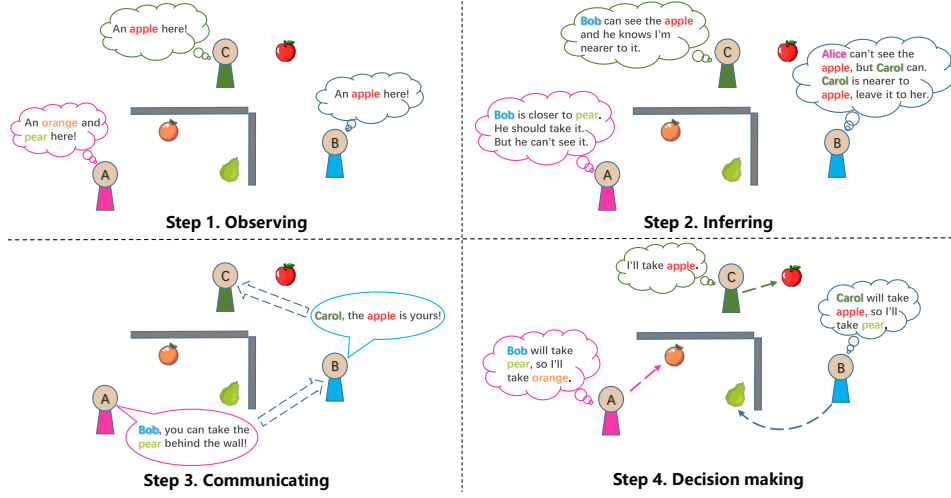 An apple here!
C
An apple here!
An orange and
pear here!
B
A
Step 1. Observing
Bob can see the apple
and he knows I'm
nearer to it.
C
Alice can't see the
apple, but Carol can.
Carol is nearer to
apple, leave it to her.
Bob is closer to pear.
He should take it.
But he can't see it.
B
A
Step 2. Inferring
C
Carol, the apple is yours!
B
A
Bob, you can take the
pear behind the wall!
Step 3. Communicating
I'll take apple.
C
Carol will take
apple, so I'll
take pear.
Bob will take
pear, so I'll
take orange.
B
A
Step 4. Decision making